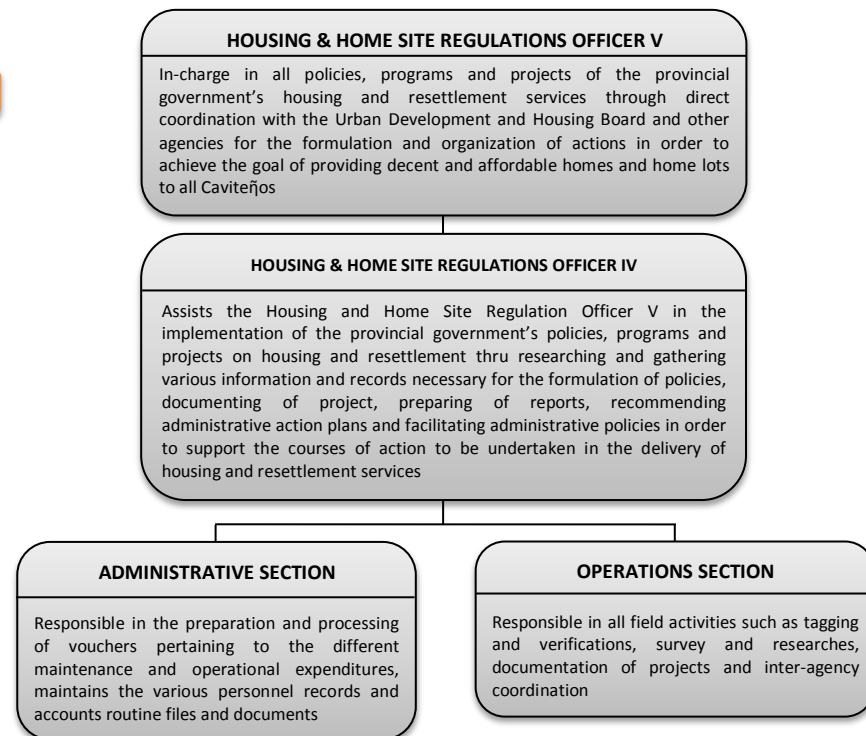 HOUSING & HOME SITE REGULATIONS OFFICER V
In-charge in all policies, programs and projects of the provincial
government's housing and resettlement services through direct
coordination with the Urban Development and Housing Board and other
agencies for the formulation and organization of actions in order to
achieve the goal of providing decent and affordable homes and home lots
to all Caviteῆos
HOUSING & HOME SITE REGULATIONS OFFICER IV
Assists the Housing and Home Site Regulation Officer V in the
implementation of the provincial government's policies, programs and
projects on housing and resettlement thru researching and gathering
various information and records necessary for the formulation of policies,
documenting of project, preparing of reports, recommending
administrative action plans and facilitating administrative policies in order
to support the courses of action to be undertaken in the delivery of
housing and resettlement services
ADMINISTRATIVE SECTION
Responsible in the preparation and processing
of vouchers pertaining to the different
maintenance and operational expenditures,
maintains the various personnel records and
accounts routine files and documents
OPERATIONS SECTION
Responsible in all field activities such as tagging
and verifications, survey and researches,
documentation of projects and inter-agency
coordination